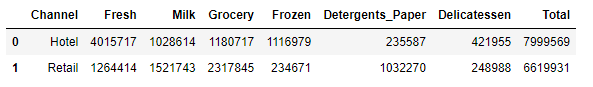 Channel Fresh Milk Grocery Frozen Detergents_Paper Delicatessen Total
0 Hotel 4015717 1028614 1180717 1116979 235587 421955 7999569
1 Retail 1264414 1521743 2317845 234671 1032270 248988 6619931